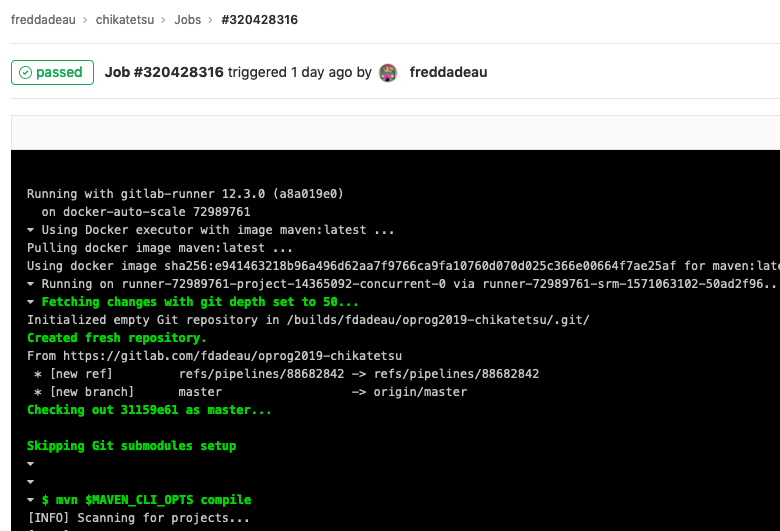 freddadeau › chikatetsu › Jobs › #320428316
passed Job #320428316 triggered 1 day ago by freddadeau
Running with gitlab-runner 12.3.0 (a8a019e0)
on docker-auto-scale 72989761
Using Docker executor with image maven:latest ...
Pulling docker image maven:latest ...
Using docker image sha256:e941463218b96a496d62aa7f9766ca9fa10760d070d025c366e00664f7ae25af for maven:late
Running on runner-72989761-project-14365092-concurrent-0 via runner-72989761-srm-1571063102-50ad2f96..
Fetching changes with git depth set to 50...
Initialized empty Git repository in /builds/fdadeau/oprog2019-chikatetsu/.git/
Created fresh repository.
From https://gitlab.com/fdadeau/oprog2019-chikatetsu
* [new ref] refs/pipelines/88682842 -> refs/pipelines/88682842
* [new branch] master -> origin/master
Checking out 31159e61 as master...
Skipping Git submodules setup
$ mvn $MAVEN_CLI_OPTS compile
[INFO] Scanning for projects...